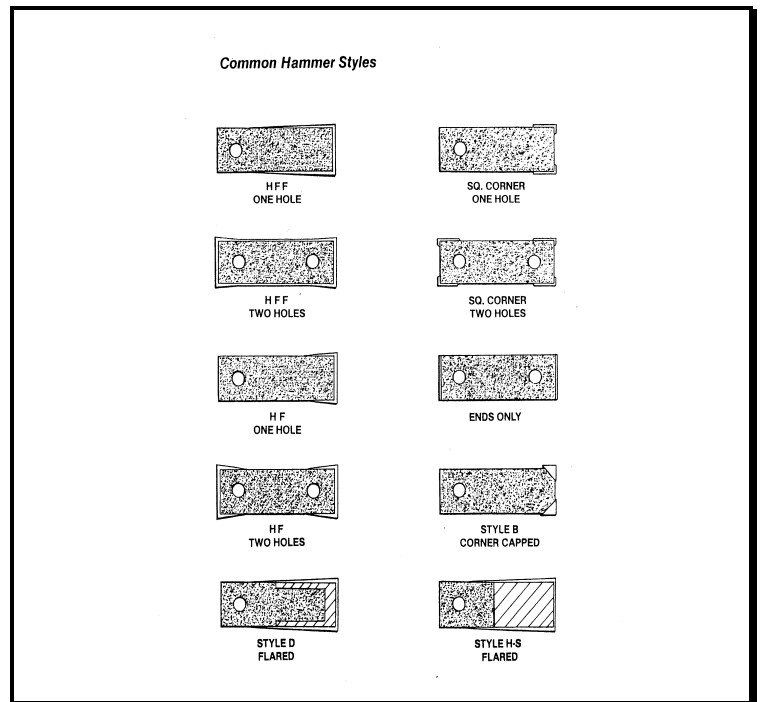 Common Hammer Styles
H F F
ONE HOLE
SQ. CORNER
ONE HOLE
H F F
TWO HOLES
SQ. CORNER
TWO HOLES
H F
ONE HOLE
ENDS ONLY
H F
TWO HOLES
STYLE B
CORNER CAPPED
STYLE D
FLARED
STYLE H-S
FLARED